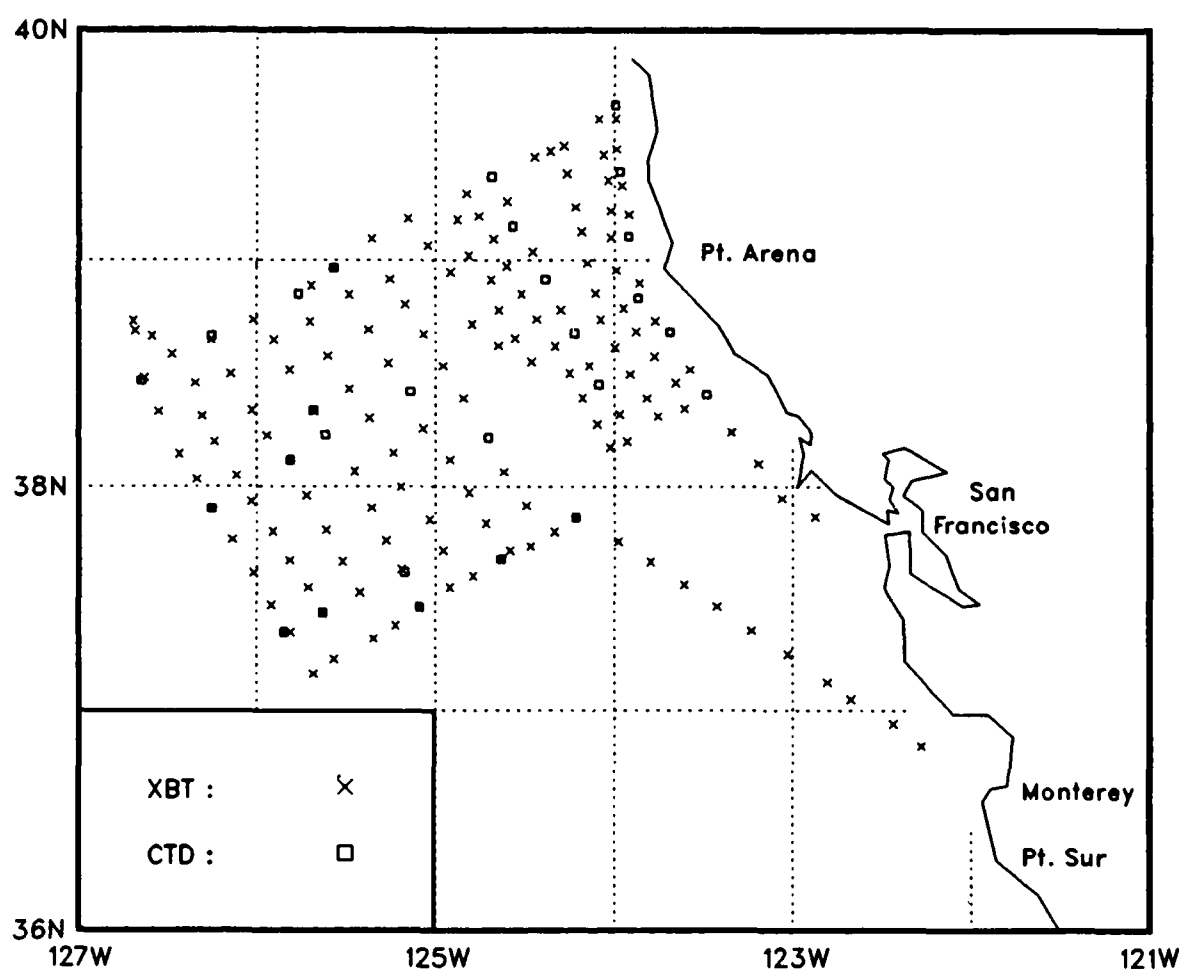 40N
Pt. Arena
38N
San
Francisco
XBT :
Monterey
CTD :
Pt. Sur
36N
127W
125W
123W
121W